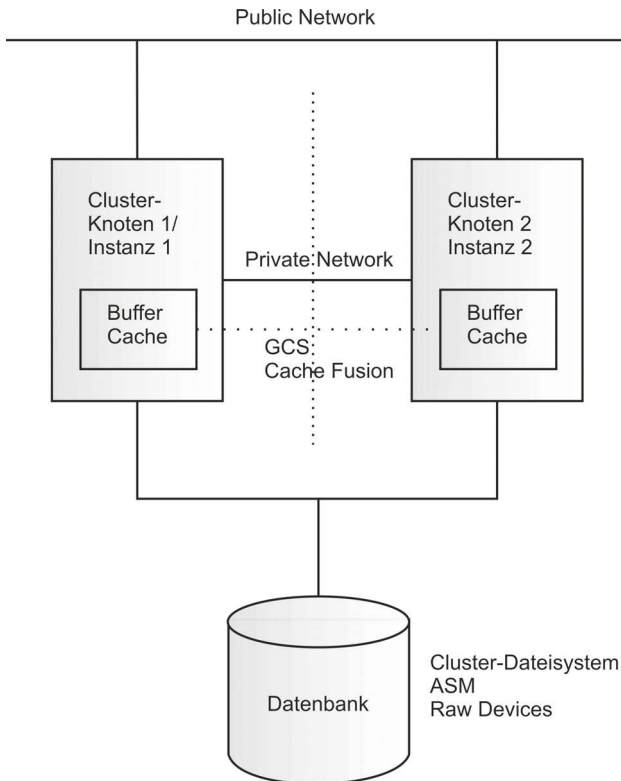 Public Network
Cluster-
Knoten 1/
Instanz 1
Cluster-
Knoten 2
Instanz 2
Private Network
Buffer
Cache
Buffer
Cache
GCS
Cache Fusion
Datenbank
Cluster-Dateisystem
ASM
Raw Devices